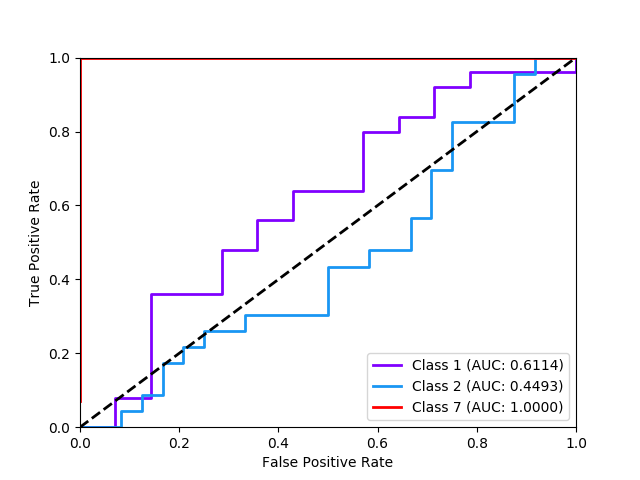 1.0
0.8
0.6
0.4
0.2
0.0
True Positive Rate
0.0 0.2 0.4 0.6 0.8 1.0
False Positive Rate
Class 1 (AUC: 0.6114)
Class 2 (AUC: 0.4493)
Class 7 (AUC: 1.0000)